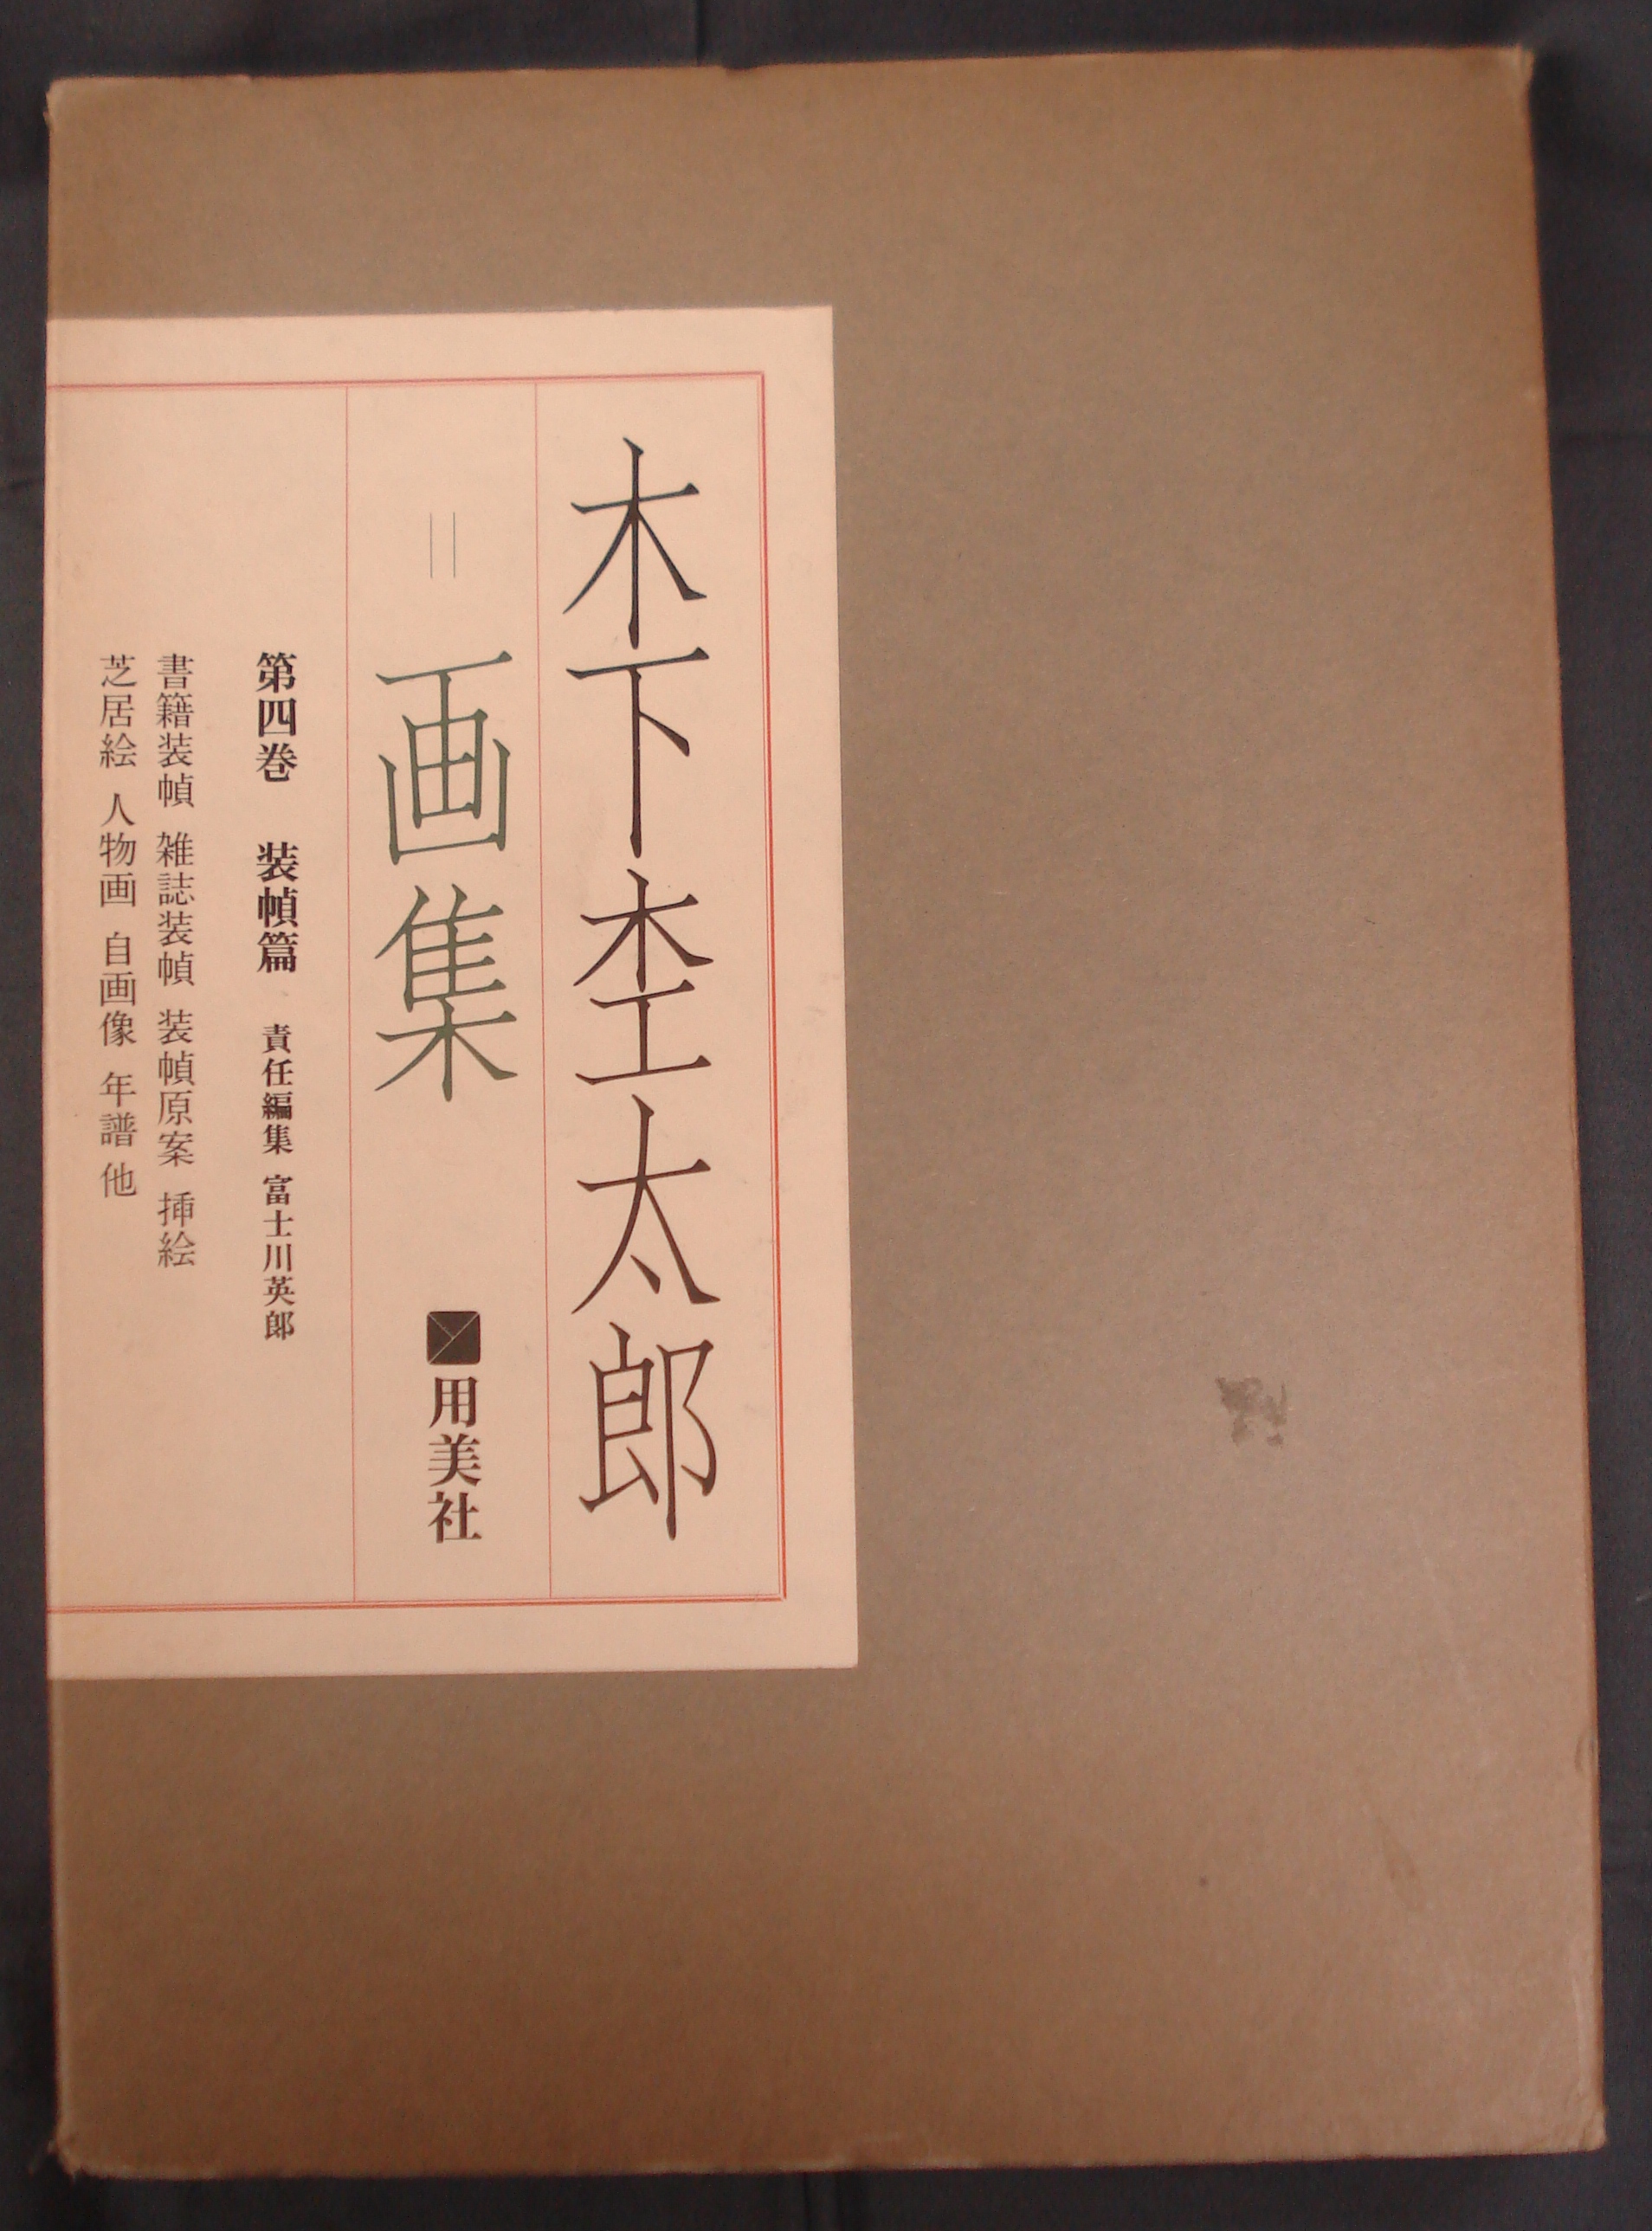 木下杢太郎
＝画集 用美社
第四巻 装幀篇 責任編集 富士川英郎
書籍装幀 雑誌装幀 装幀原案 挿絵
芝居絵 人物画 自画像 年譜 他